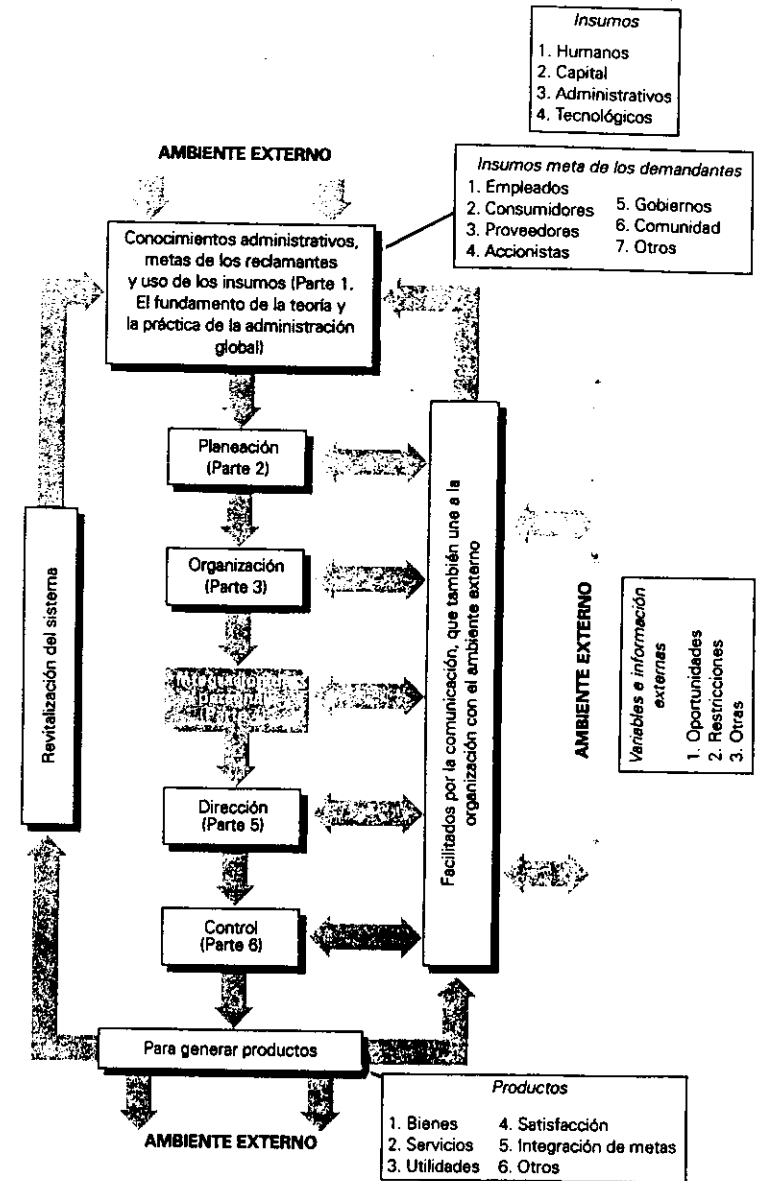 Insumos
1. Humanos
2. Capital
3. Administrativos
4. Tecnológicos
AMBIENTE EXTERNO
Insumos meta de los demandantes
1. Empleados
2. Consumidores
3. Proveedores
4. Accionistas
5. Gobiernos
6. Comunidad
7. Otros
Conocimientos administrativos,
metas de los reclamantes
y uso de los insumos (Parte 1.
El fundamento de la teoría y
la práctica de la administración
global)
Planeación
(Parte 2)
Organización
(Parte 3)
Dirección
(Parte 5)
Control
(Parte 6)
Revitalización del sistema
Facilitados por la comunicación, que también une a la
organización con el ambiente externo
AMBIENTE EXTERNO
Variables e información
externas
1. Oportunidades
2. Restricciones
3. Otras
Para generar productos
AMBIENTE EXTERNO
Productos
1. Bienes
2. Servicios
3. Utilidades
4. Satisfacción
5. Integración de metas
6. Otros